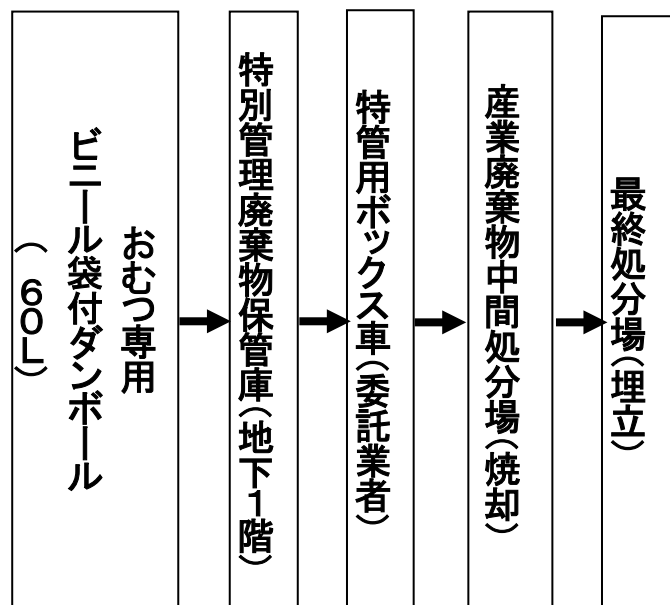 おむつ専用
ビニール袋付ダンボール
（60L）
特別管理廃棄物保管庫（地下1階）
特管用ボックス車（委託業者）
産業廃棄物中間処分場（焼却）
最終処分場（埋立）